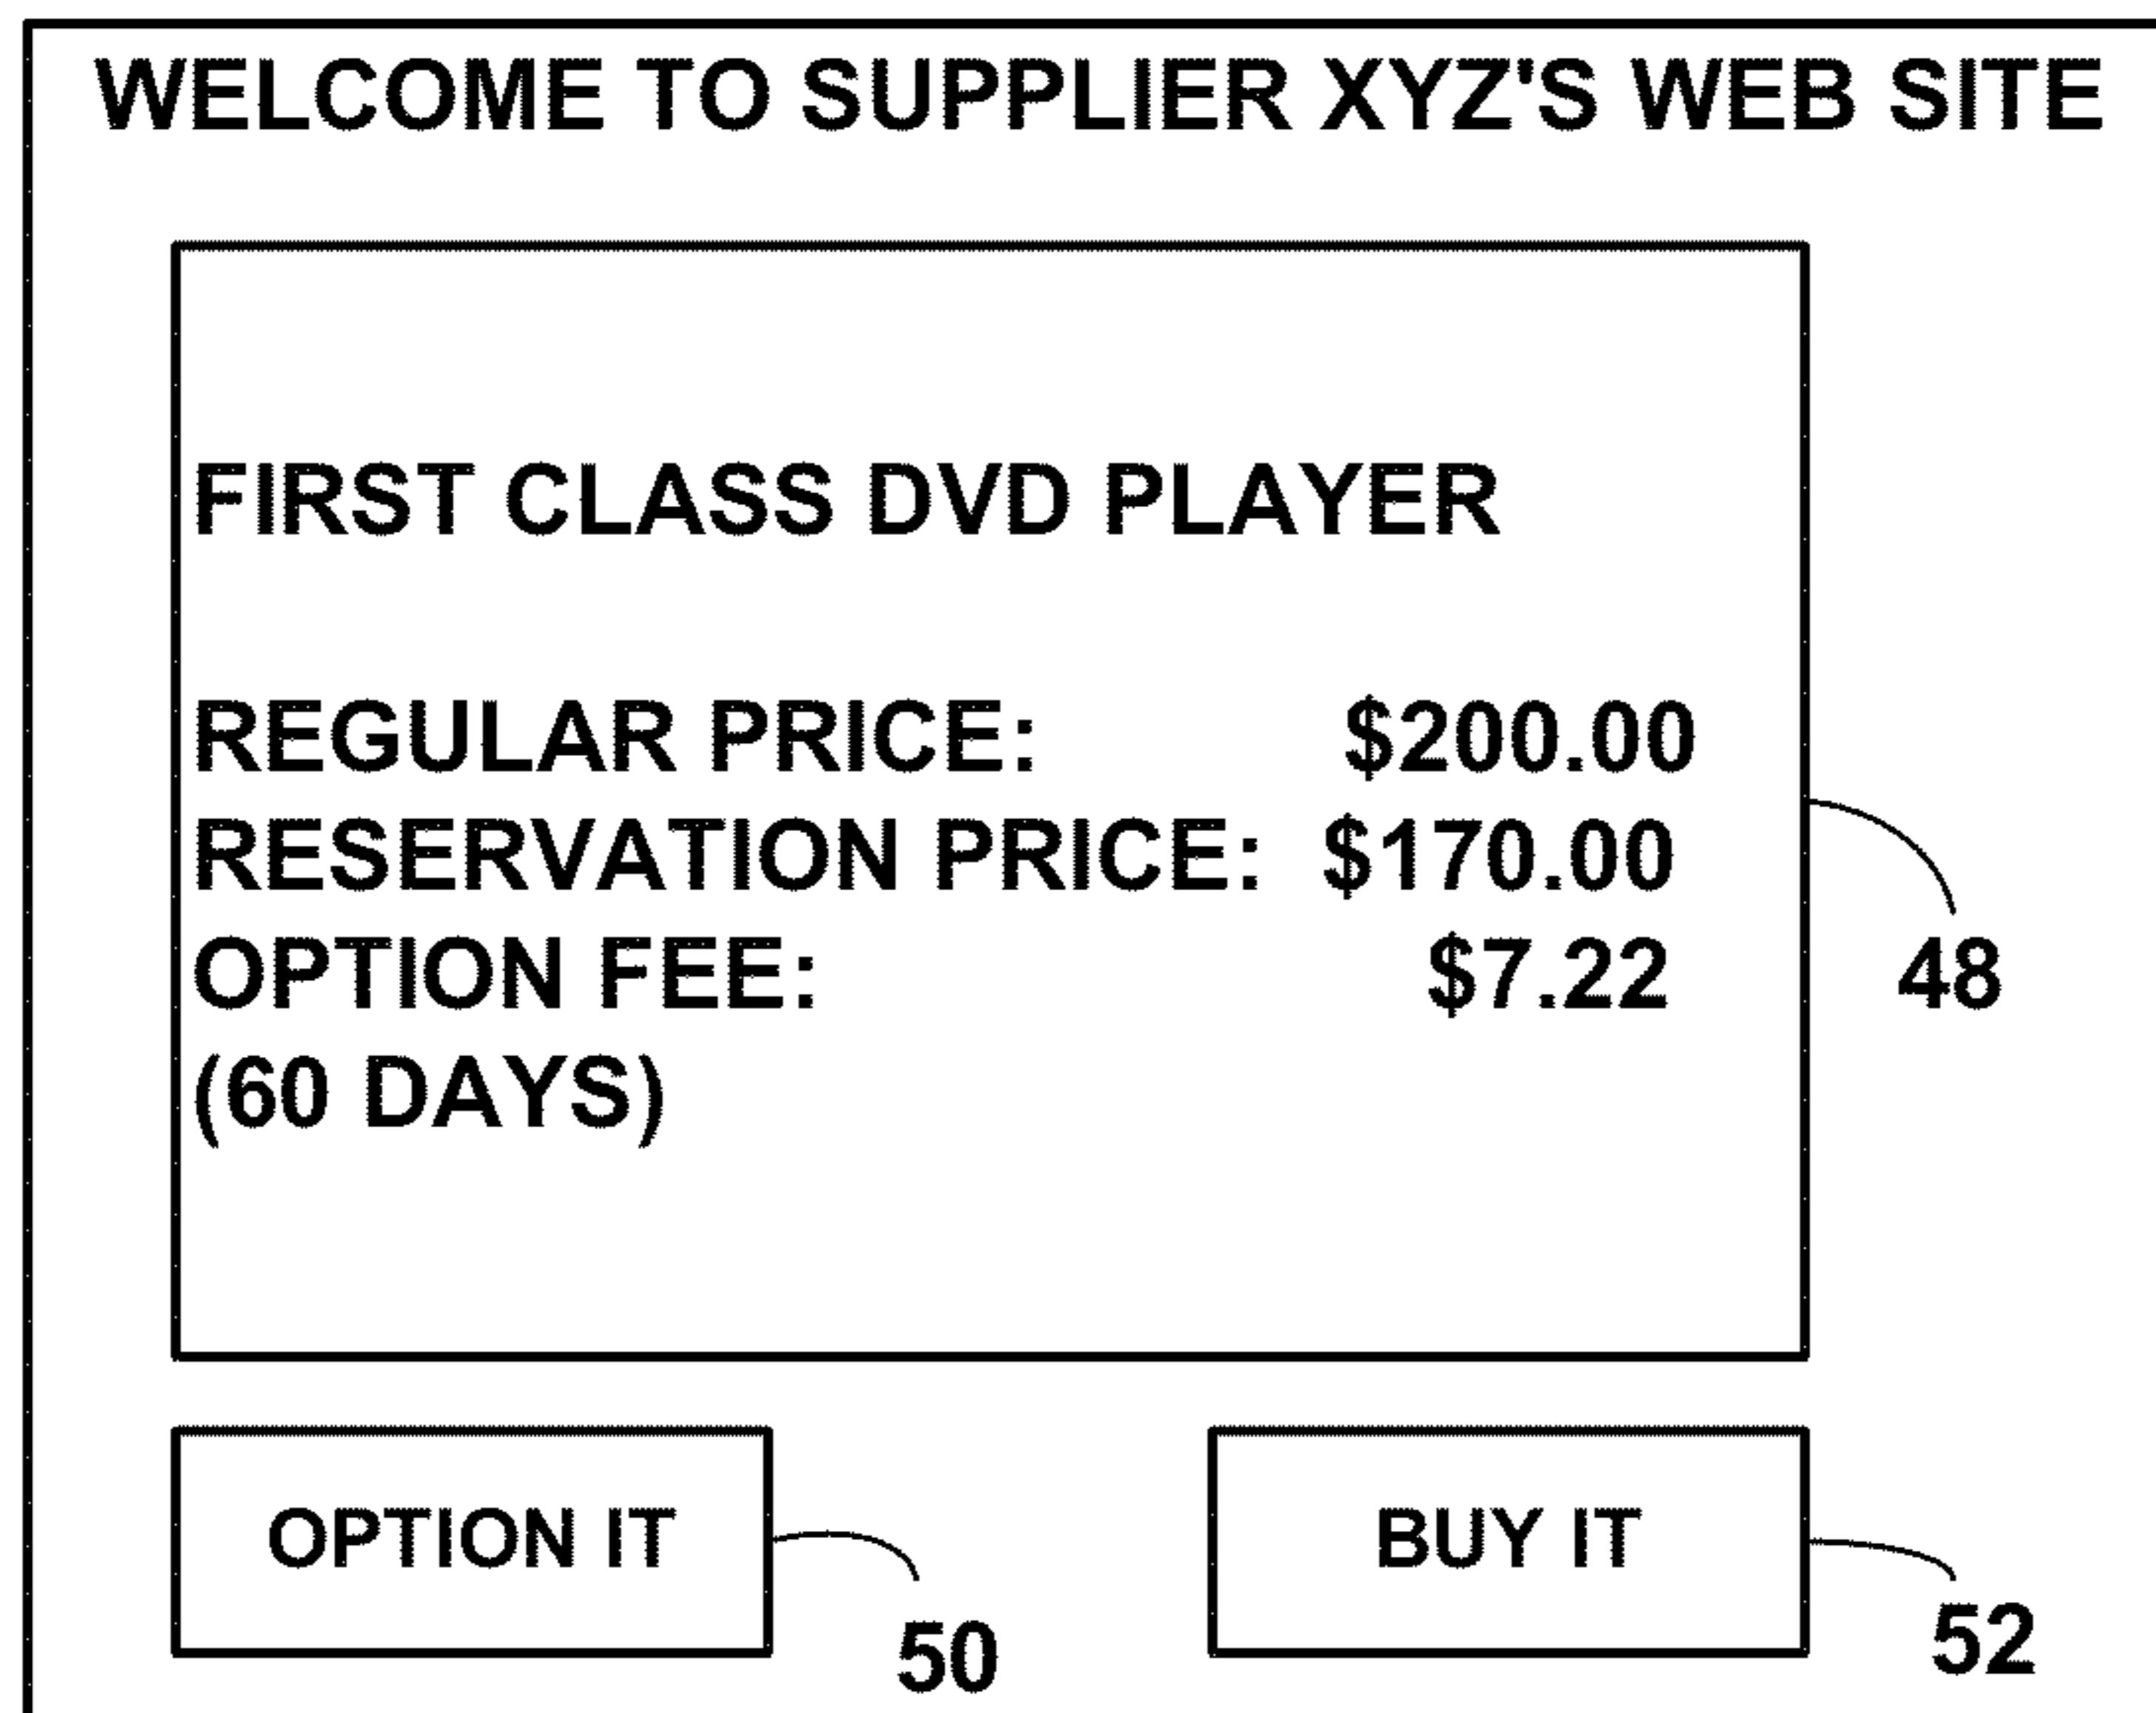 WELCOME TO SUPPLIER XYZ'S WEB SITE
FIRST CLASS DVD PLAYER
REGULAR PRICE: $200.00
RESERVATION PRICE: $170.00
OPTION FEE: $7.22
(60 DAYS)
48
OPTION IT
50
BUY IT
52